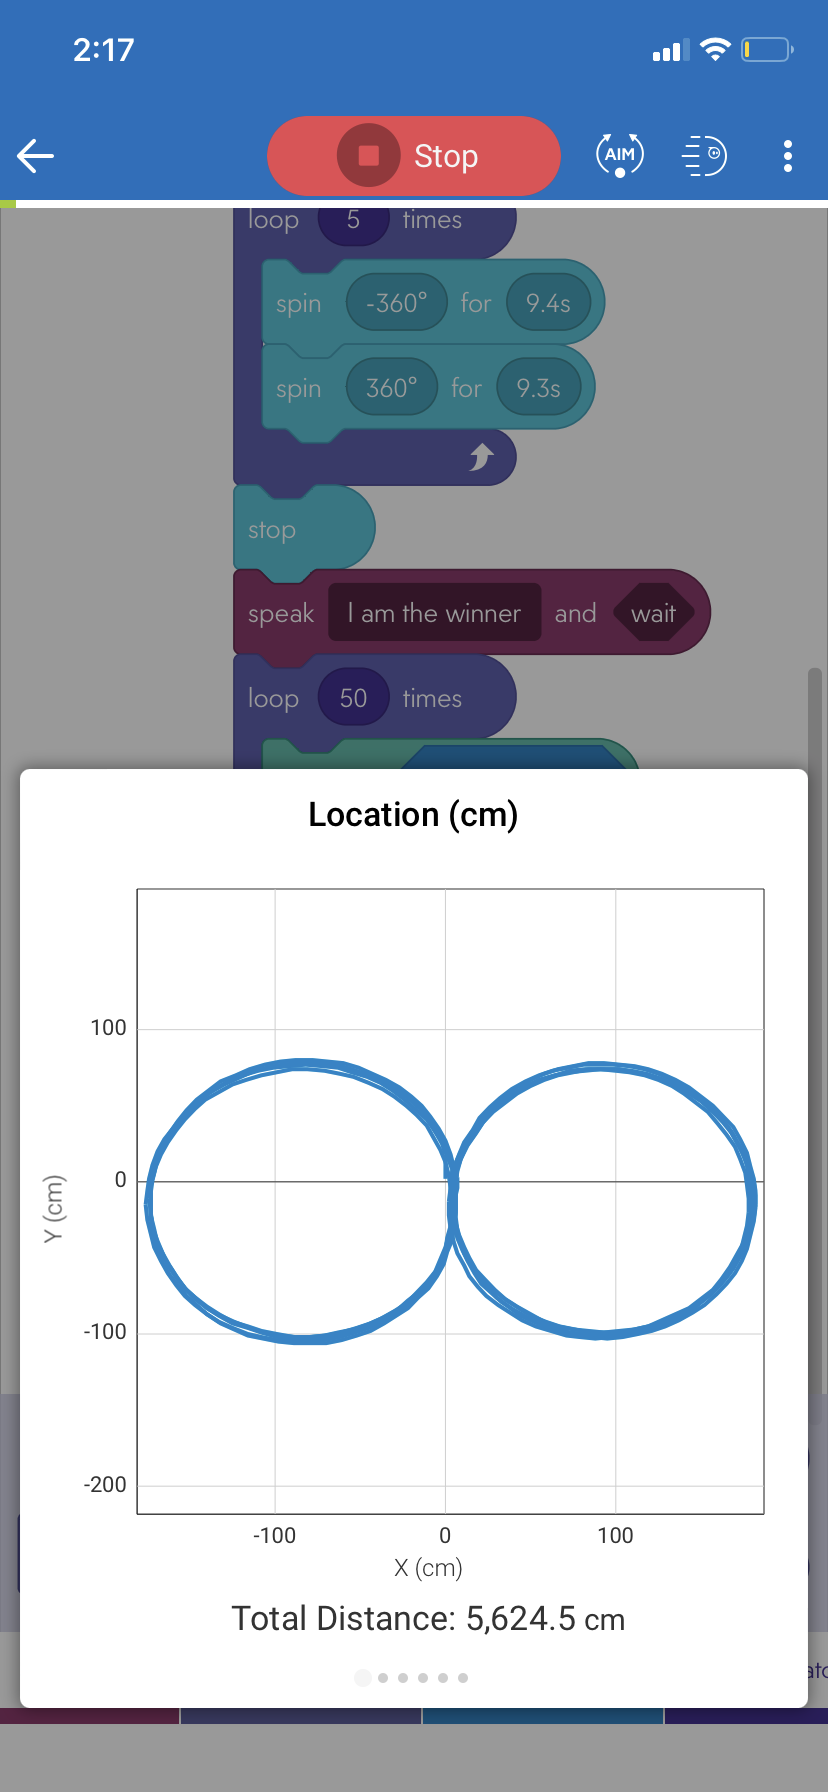 2:17
Stop
AIM
loop 5 times
spin -360° for 9.4s
spin 360° for 9.3s
stop
speak I am the winner and wait
loop 50 times
Location (cm)
100
0
-100
-200
Y (cm)
-100 0 100
X (cm)
Total Distance: 5,624.5 cm